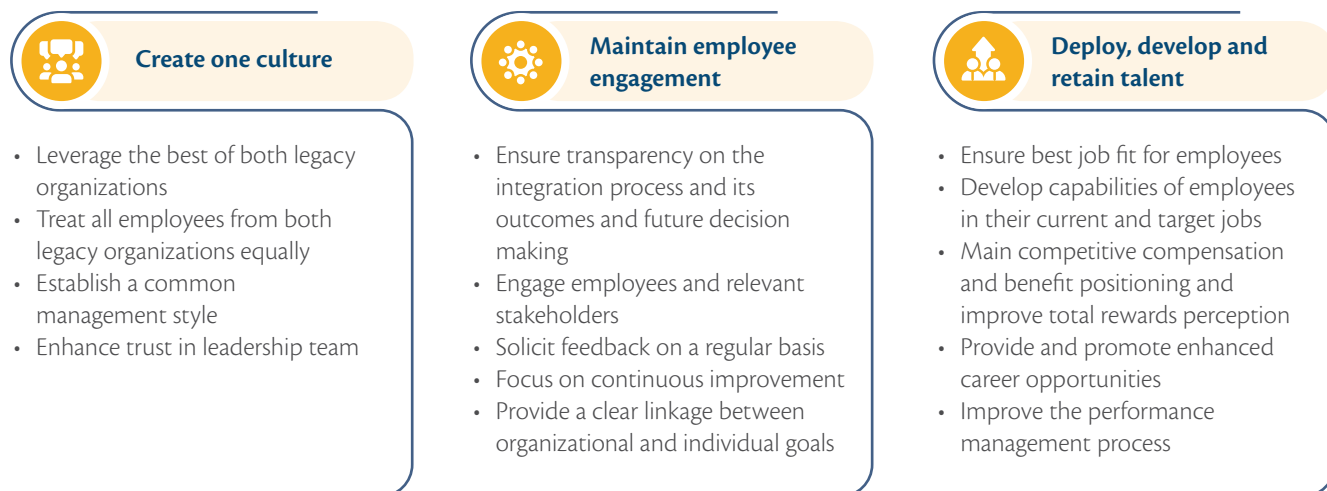 Create one culture
• Leverage the best of both legacy
organizations
• Treat all employees from both
legacy organizations equally
• Establish a common
management style
• Enhance trust in leadership team
Maintain employee
engagement
• Ensure transparency on the
integration process and its
outcomes and future decision
making
• Engage employees and relevant
stakeholders
• Solicit feedback on a regular basis
• Focus on continuous improvement
• Provide a clear linkage between
organizational and individual goals
Deploy, develop and
retain talent
• Ensure best job fit for employees
• Develop capabilities of employees
in their current and target jobs
• Main competitive compensation
and benefit positioning and
improve total rewards perception
• Provide and promote enhanced
career opportunities
• Improve the performance
management process